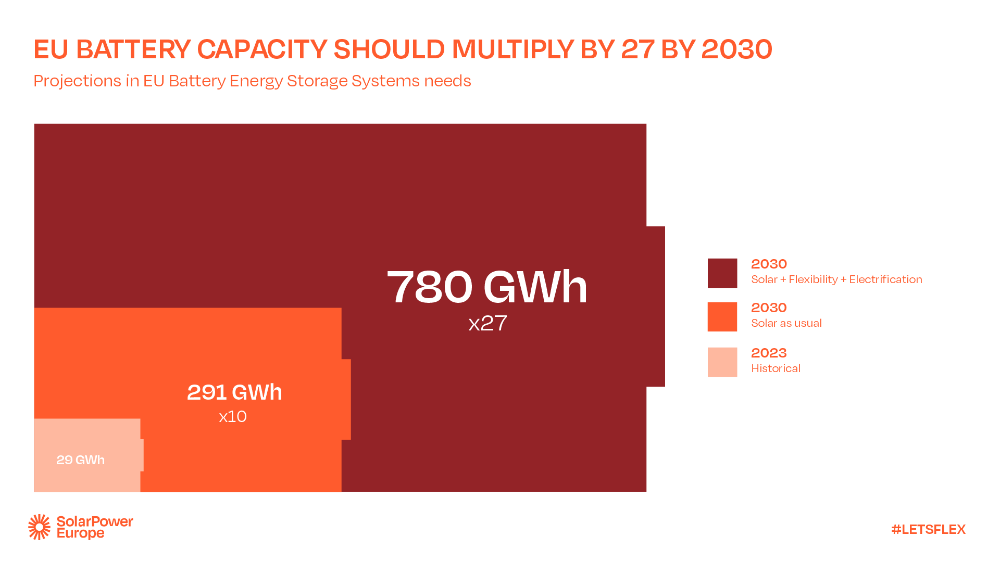 EU BATTERY CAPACITY SHOULD MULTIPLY BY 27 BY 2030
Projections in EU Battery Energy Storage Systems needs
780 GWh
x27
291 GWh
x10
29 GWh
2030
Solar + Flexibility + Electrification
2030
Solar as usual
2023
Historical
SolarPower
Europe
#LETSFLEX